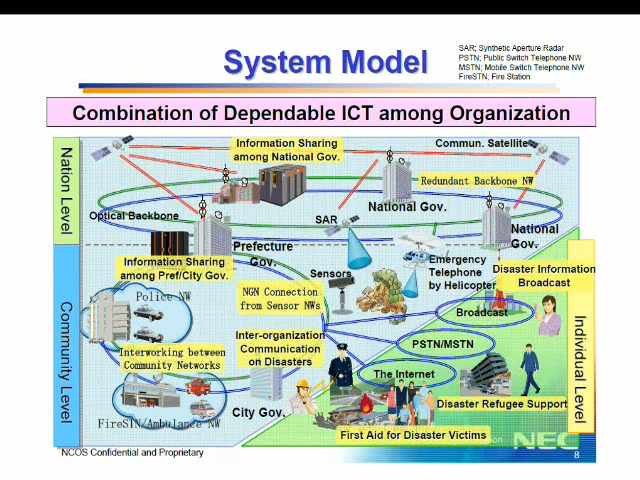 System Model
SAR; Synthetic Aperture Radar
PSTN; Public Switch Telephone NW
MSTN; Mobile Switch Telephone NW
FireSTN; Fire Station
Combination of Dependable ICT among Organization
Nation Level
Information Sharing
among National Gov.
Commun. Satellite
Redundant Backbone NW
National Gov.
Optical Backbone
SAR
National
Gov.
Prefecture
Gov.
Emergency
Telephone
by Helicopter
Information Sharing
among Pref/City Gov.
Sensors
Disaster Information
Broadcast
Community Level
Police NW
NGN Connection
from Sensor NWs
Broadcast
Individual Level
Inter-organization
Communication
on Disasters
PSTN/MSTN
Interworking between
Community Networks
The Internet
City Gov.
Disaster Refugee Support
FireSTN/Ambulance NW
First Aid for Disaster Victims
NEC
NCOS Confidential and Proprietary
8